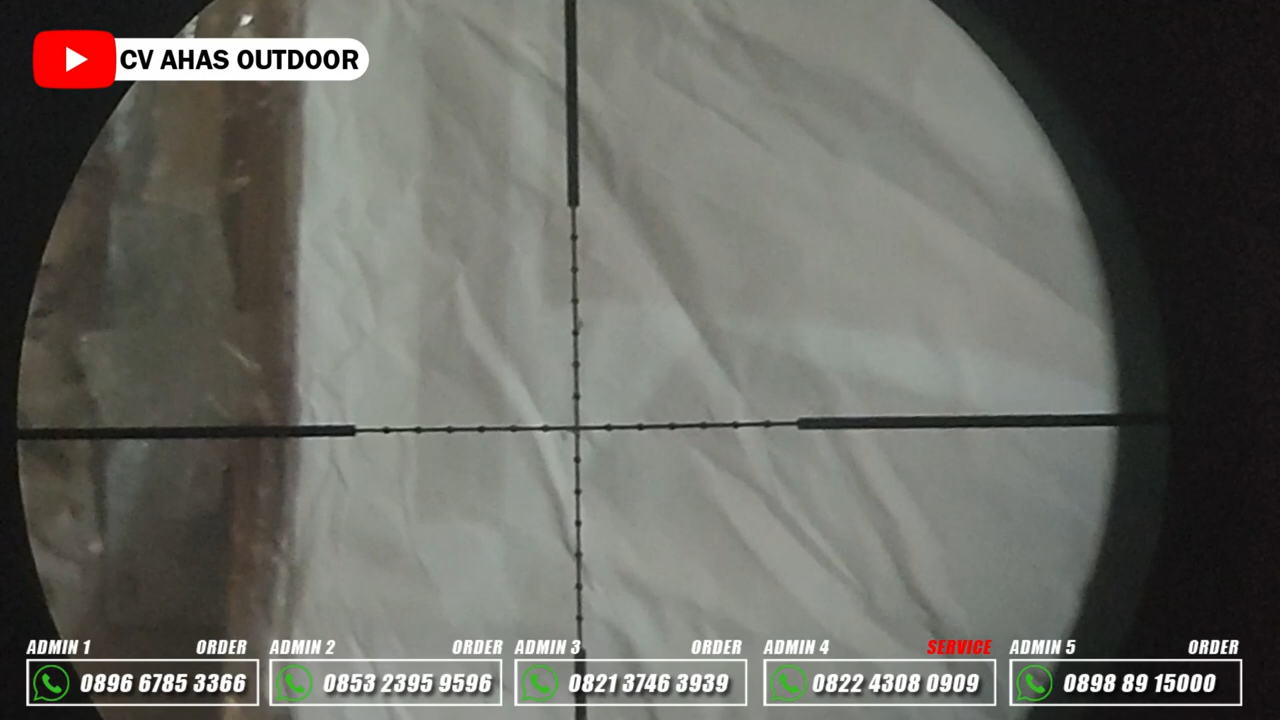 CV AHAS OUTDOOR
ADMIN 1 ORDER
0896 6785 3366
ADMIN 2 ORDER
0853 2395 9596
ADMIN 3 ORDER
0821 3746 3939
ADMIN 4 SERVICE
0822 4308 0909
ADMIN 5 ORDER
0898 89 15000